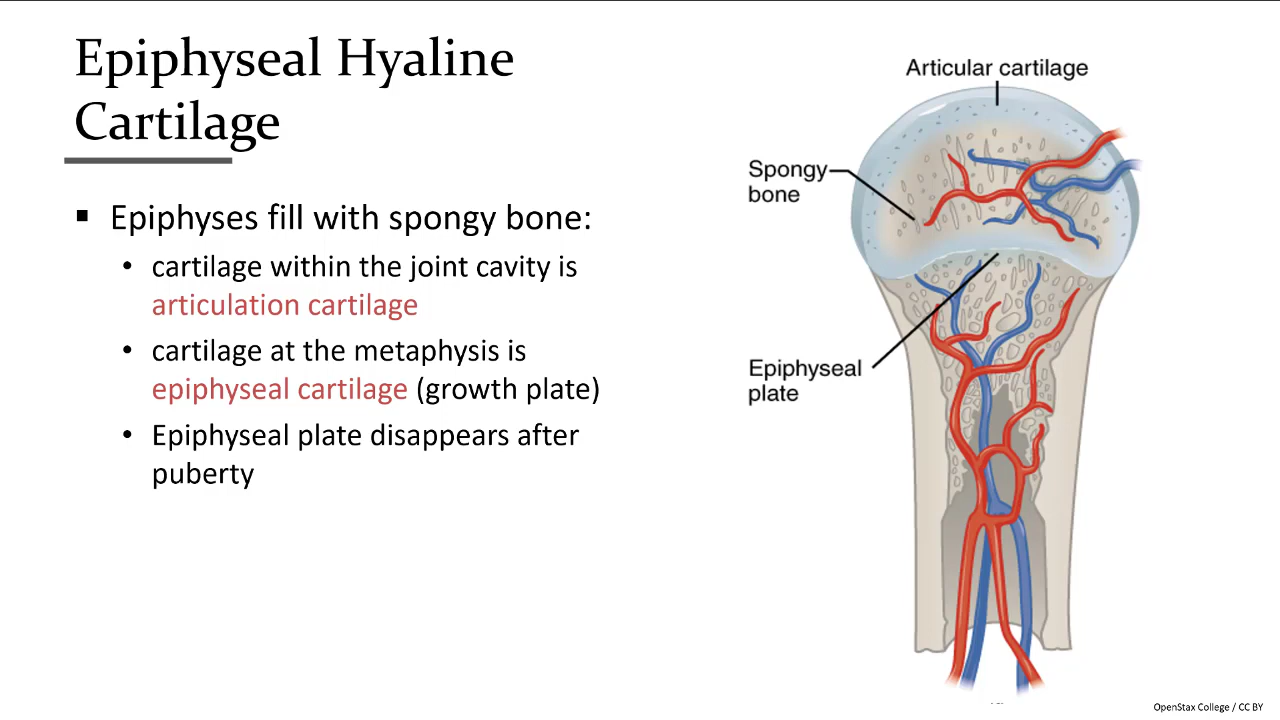 Epiphyseal Hyaline
Cartilage
▪ Epiphyses fill with spongy bone:
• cartilage within the joint cavity is
articulation cartilage
• cartilage at the metaphysis is
epiphyseal cartilage (growth plate)
• Epiphyseal plate disappears after
puberty
Articular cartilage
Spongy
bone
Epiphyseal
plate
OpenStax College / CC BY